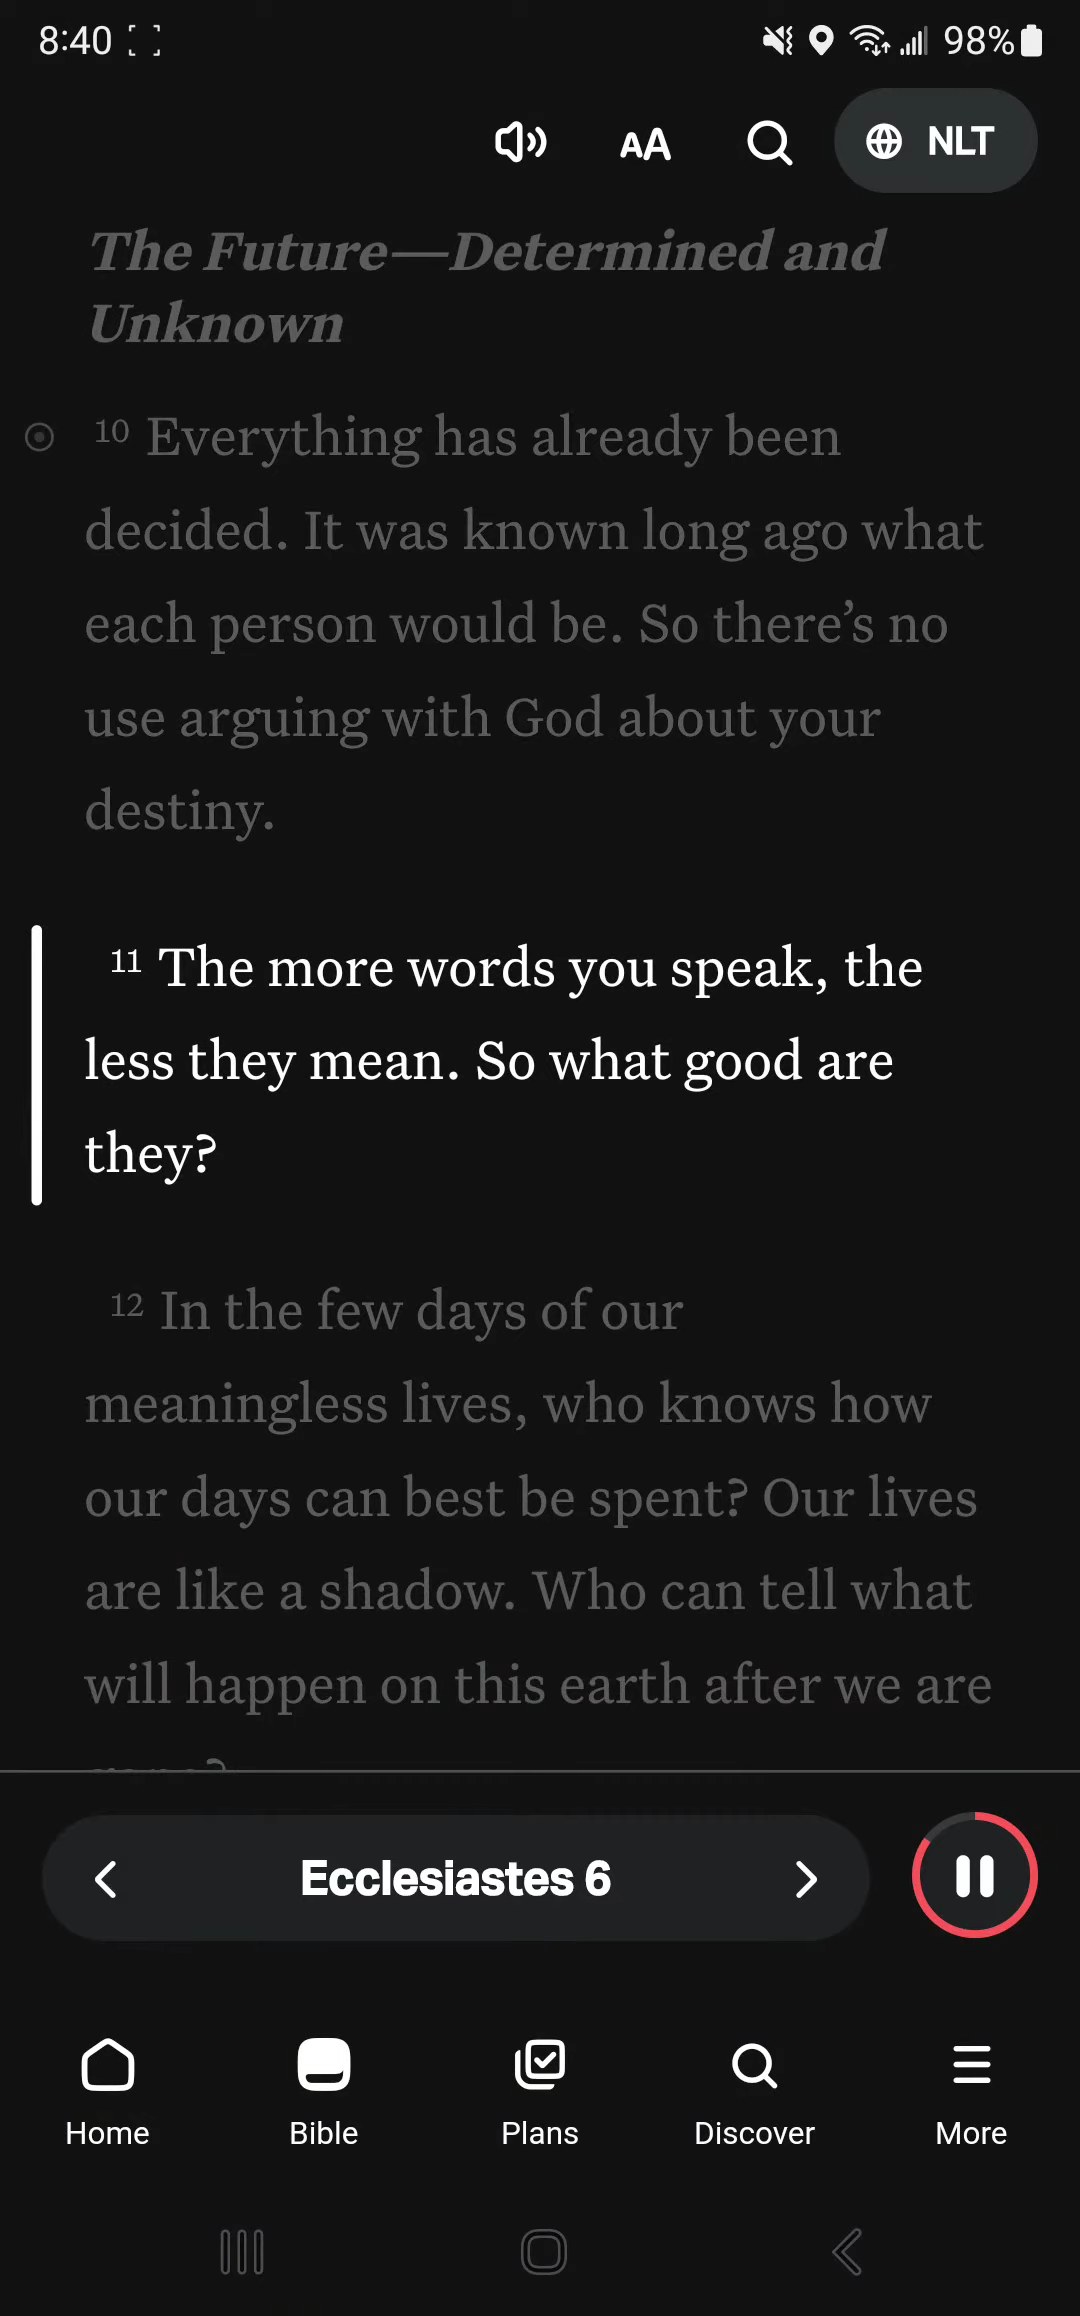 8:40 98%
AA NLT
The Future—Determined and
Unknown
10 Everything has already been
decided. It was known long ago what
each person would be. So there’s no
use arguing with God about your
destiny.
11 The more words you speak, the
less they mean. So what good are
they?
12 In the few days of our
meaningless lives, who knows how
our days can best be spent? Our lives
are like a shadow. Who can tell what
will happen on this earth after we are
Ecclesiastes 6
Home Bible Plans Discover More